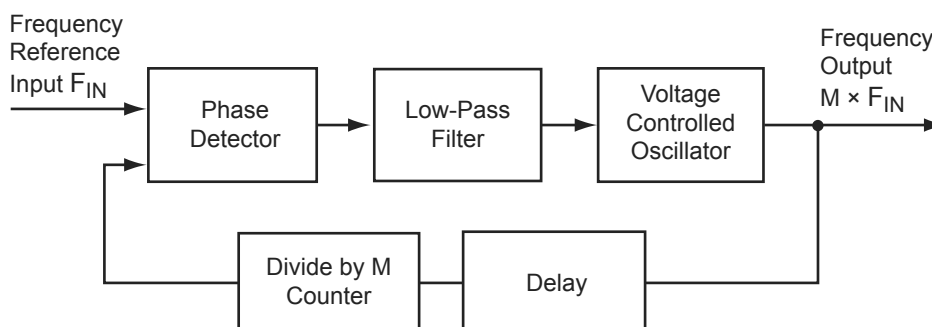 Frequency
Reference
Input FIN
Phase
Detector
Low-Pass
Filter
Voltage
Controlled
Oscillator
Frequency
Output
M × FIN
Divide by M
Counter
Delay